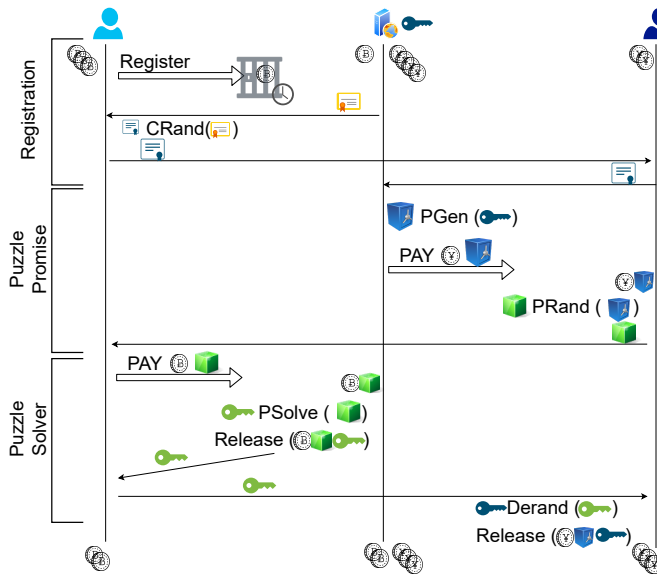 Registration
Register
CRand( )
Puzzle
Promise
PGen ( )
PAY
PRand ( )
Puzzle
Solver
PAY
PSolve ( )
Release ( )
Derand ( )
Release ( )